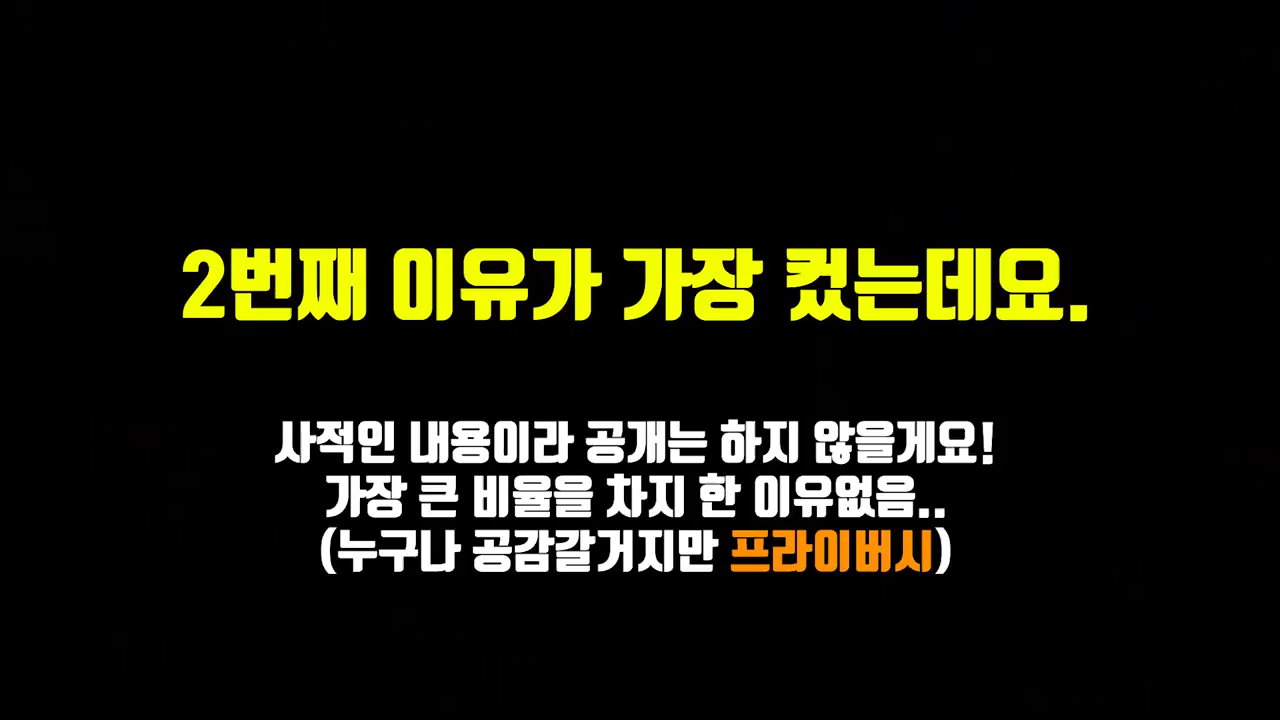 2번째 이유가 가장 컸는데요.
사적인 내용이라 공개는 하지 않을게요!
가장 큰 비율을 차지 한 이유없음..
(누구나 공감갈거지만 프라이버시)